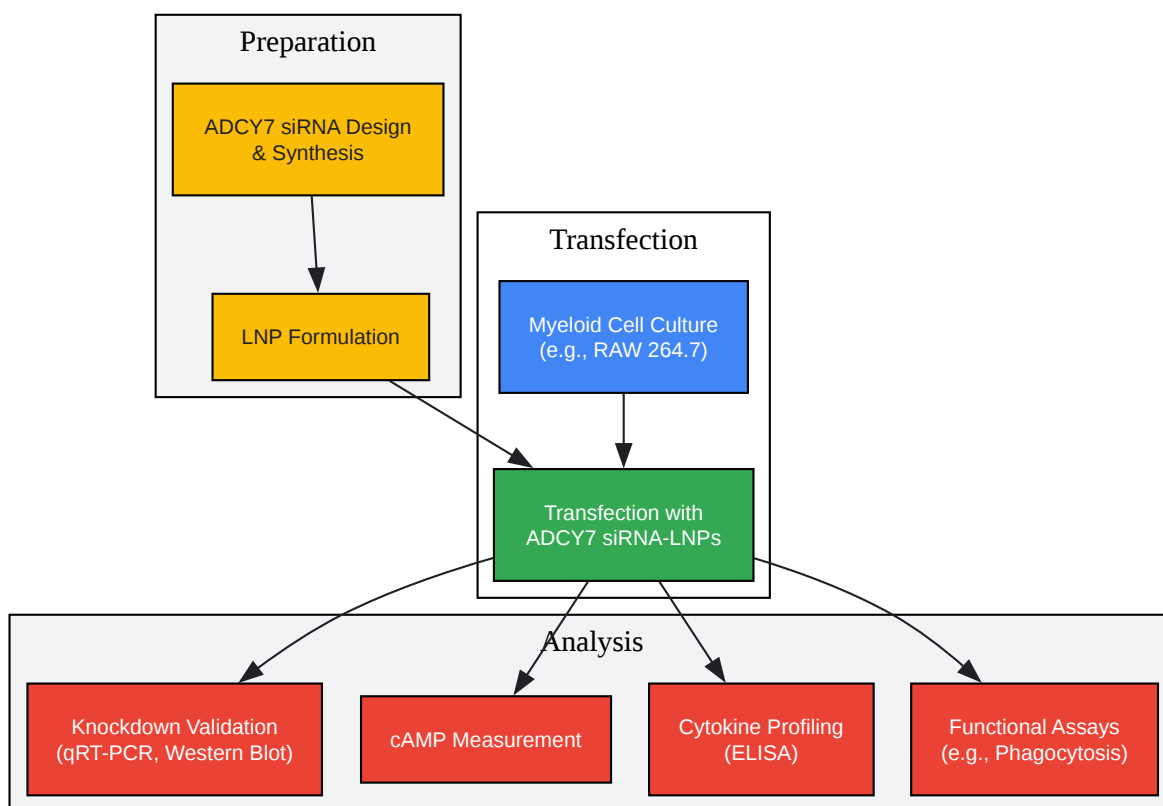 Preparation
ADCY7 siRNA Design
& Synthesis
LNP Formulation
Transfection
Myeloid Cell Culture
(e.g., RAW 264.7)
Transfection with
ADCY7 siRNA-LNPs
Analysis
Knockdown Validation
(qRT-PCR, Western Blot)
cAMP Measurement
Cytokine Profiling
(ELISA)
Functional Assays
(e.g., Phagocytosis)